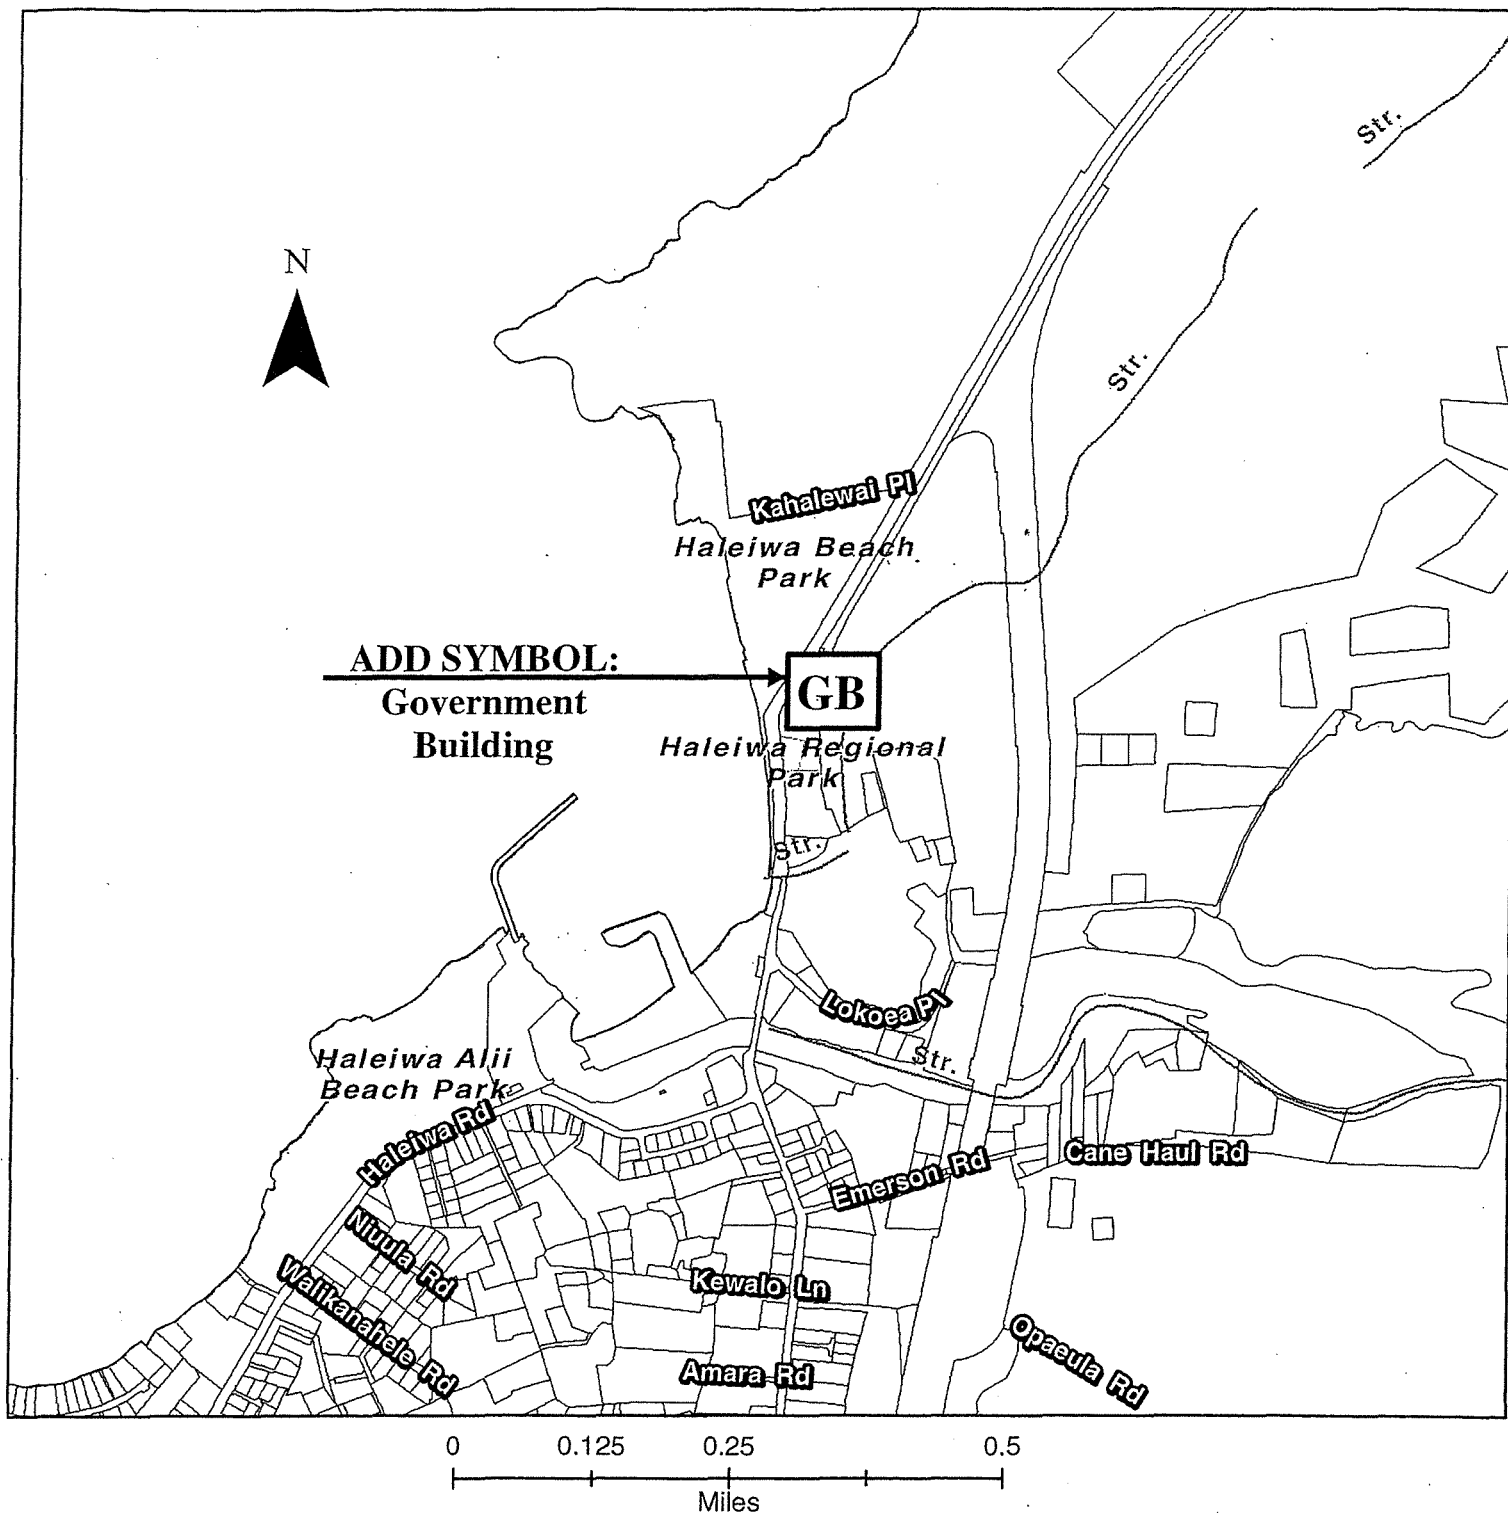 Str.
N
Str.
Kahalewai Pl
Haleiwa Beach
Park
ADD SYMBOL:
Government
Building
GB
Haleiwa Regional
Park
Str.
Lokoea Pl
Str.
Haleiwa Alii
Beach Park
Haleiwa Rd
Cane Haul Rd
Emerson Rd
Niuula Rd
Walikanahele Rd
Kewalo Ln
Opaeula Rd
Amara Rd
0 0.125 0.25 0.5
Miles